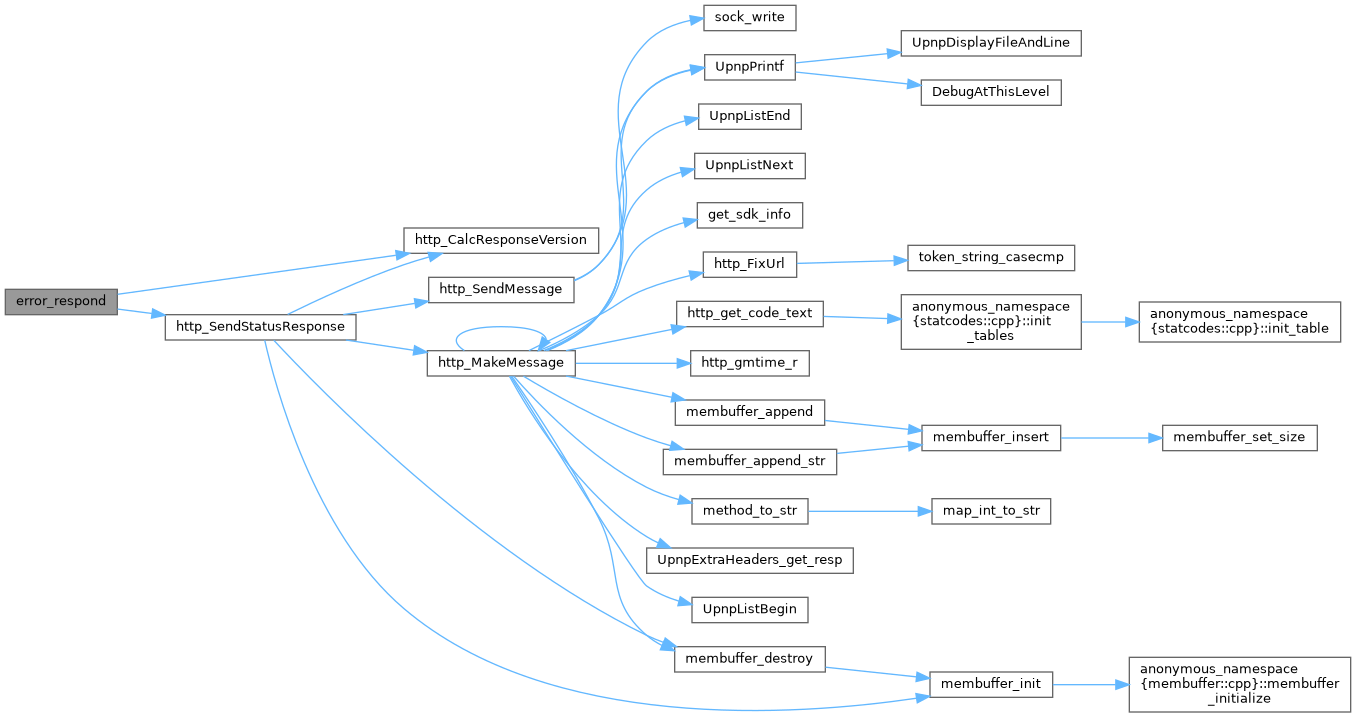 sock_write
UpnpDisplayFileAndLine
UpnpPrintf
DebugAtThisLevel
UpnpListEnd
UpnpListNext
get_sdk_info
http_CalcResponseVersion
token_string_casecmp
http_FixUrl
http_SendMessage
error_respond
http_get_code_text
anonymous_namespace
{statcodes::cpp}::init
_tables
anonymous_namespace
{statcodes::cpp}::init_table
http_SendStatusResponse
http_MakeMessage
http_gmtime_r
membuffer_append
membuffer_insert
membuffer_set_size
membuffer_append_str
method_to_str
map_int_to_str
UpnpExtraHeaders_get_resp
UpnpListBegin
membuffer_destroy
membuffer_init
anonymous_namespace
{membuffer::cpp}::membuffer
_initialize